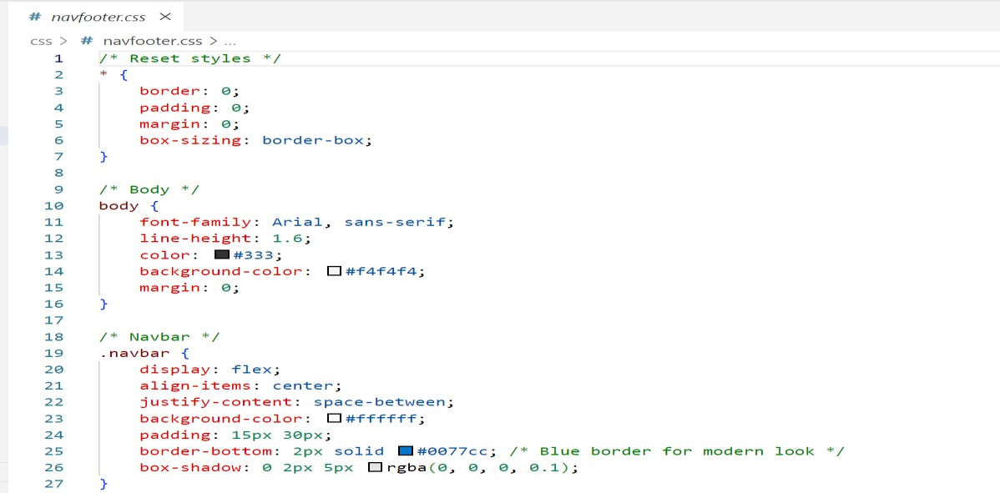 # navfooter.css ×
css > # navfooter.css > ...
1 /* Reset styles */
2 * {
3     border: 0;
4     padding: 0;
5     margin: 0;
6     box-sizing: border-box;
7 }
8
9 /* Body */
10 body {
11     font-family: Arial, sans-serif;
12     line-height: 1.6;
13     color: #333;
14     background-color: #f4f4f4;
15     margin: 0;
16 }
17
18 /* Navbar */
19 .navbar {
20     display: flex;
21     align-items: center;
22     justify-content: space-between;
23     background-color: #ffffff;
24     padding: 15px 30px;
25     border-bottom: 2px solid #0077cc; /* Blue border for modern look */
26     box-shadow: 0 2px 5px rgba(0, 0, 0, 0.1);
27 }